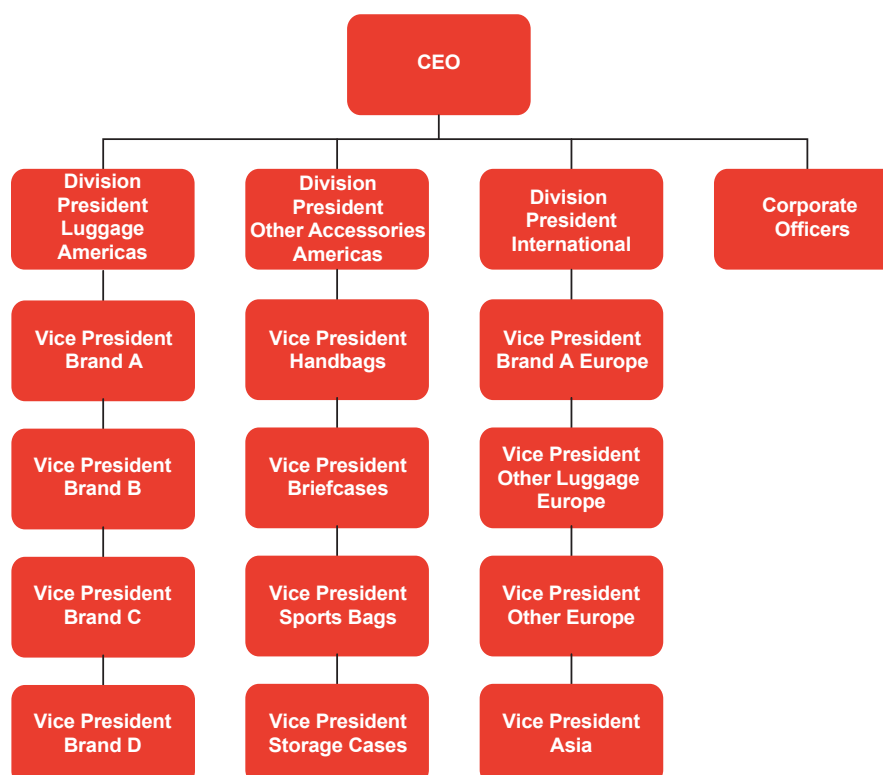 CEO
Division
President
Luggage
Americas
Division
President
Other Accessories
Americas
Division
President
International
Corporate
Officers
Vice President
Brand A
Vice President
Handbags
Vice President
Brand A Europe
Vice President
Brand B
Vice President
Briefcases
Vice President
Other Luggage
Europe
Vice President
Brand C
Vice President
Sports Bags
Vice President
Other Europe
Vice President
Brand D
Vice President
Storage Cases
Vice President
Asia